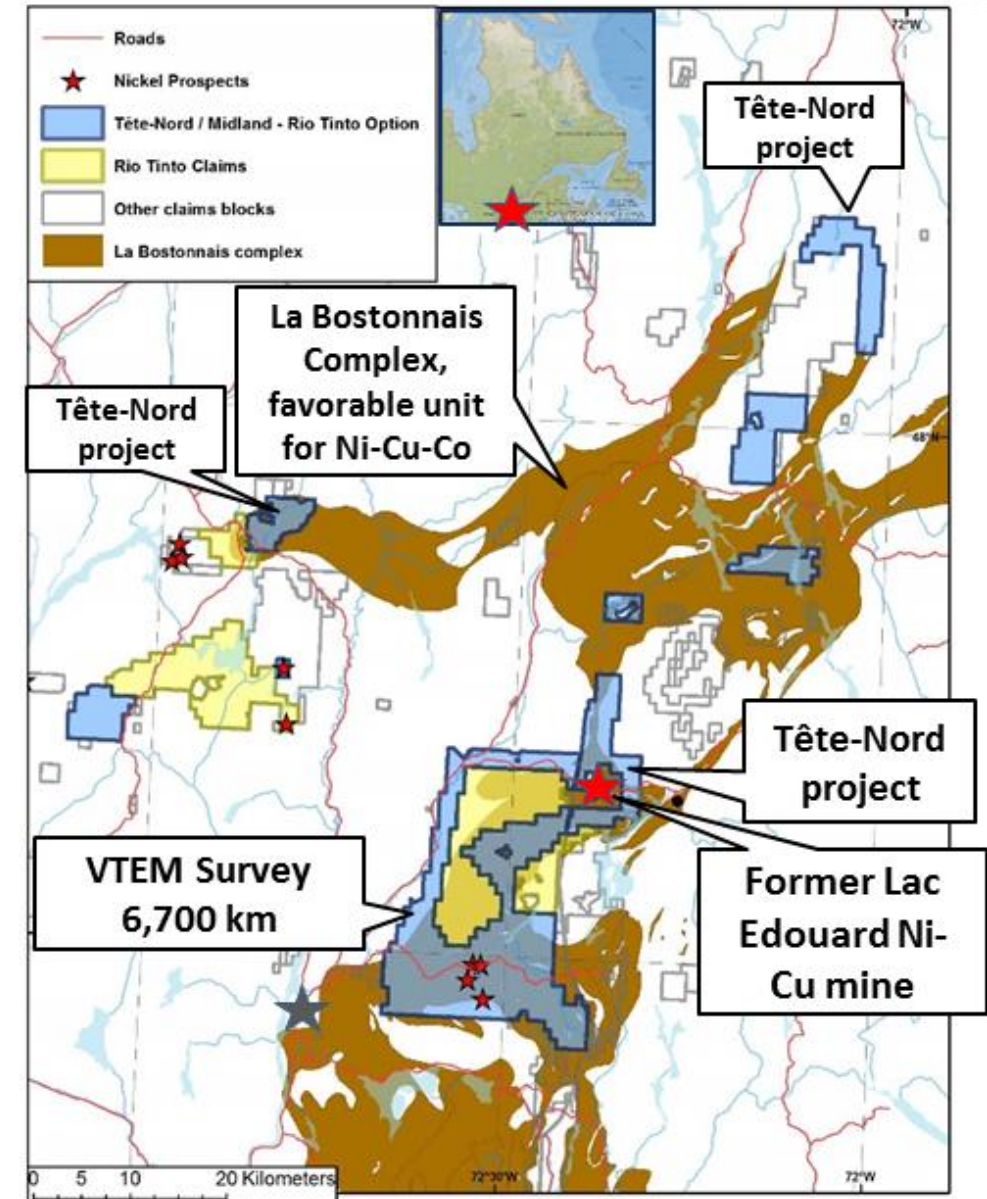 Roads
Nickel Prospects
Tête-Nord / Midland - Rio Tinto Option
Rio Tinto Claims
Other claims blocks
La Bostonnais complex
72°W
Tête-Nord
project
La Bostonnais
Complex,
favorable unit
for Ni-Cu-Co
Tête-Nord
project
48°N
Tête-Nord
project
VTEM Survey
6,700 km
Former Lac
Edouard Ni-
Cu mine
0 5 10 20 Kilometers
72°30'W
72°W